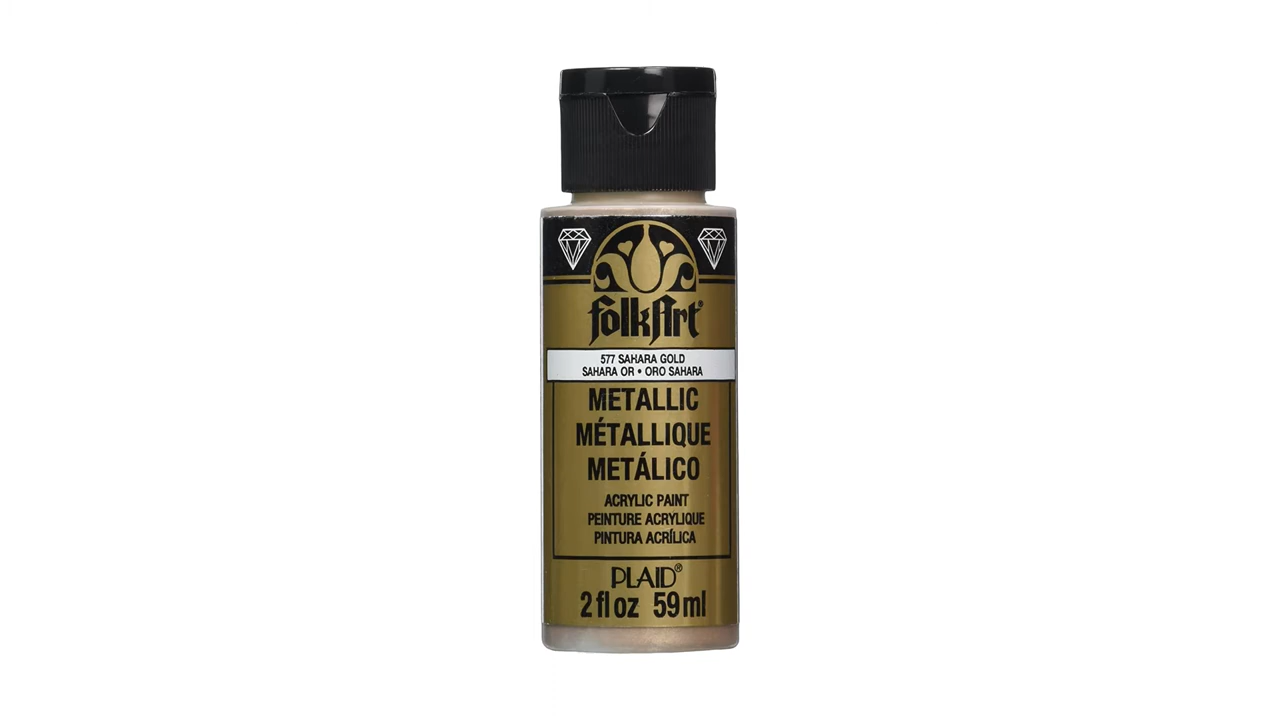 folkArt®
577 SAHARA GOLD
SAHARA OR • ORO SAHARA
METALLIC
MÉTALLIQUE
METÁLICO
ACRYLIC PAINT
PEINTURE ACRYLIQUE
PINTURA ACRÍLICA
PLAID®
2 fl oz 59 ml